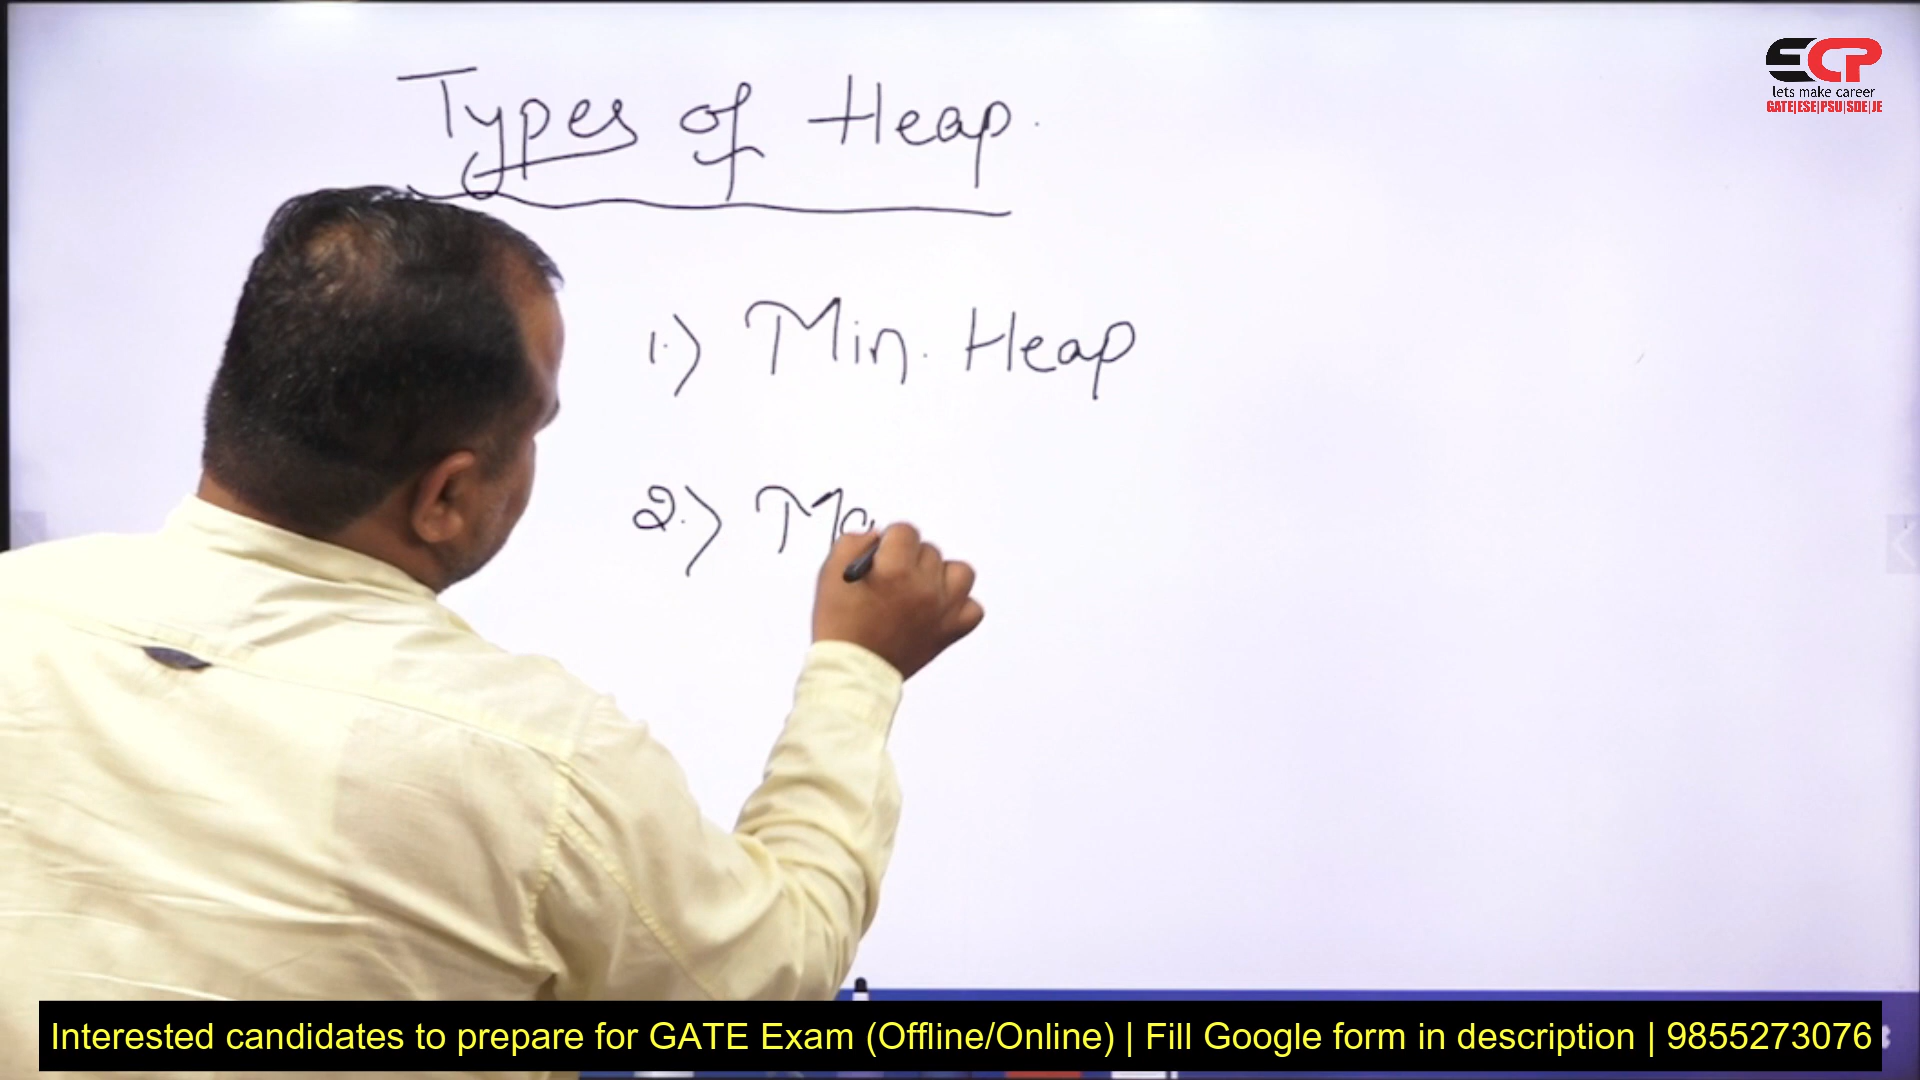 Types of Heap.
ECP
lets make career
GATE|ESE|PSU|SDE|JE
1.) Min. Heap
2.) Ma
Interested candidates to prepare for GATE Exam (Offline/Online) | Fill Google form in description | 9855273076